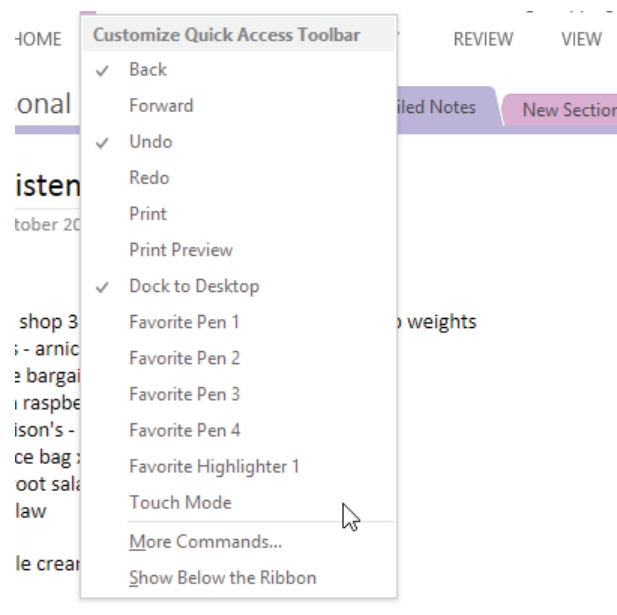 HOME
REVIEW
VIEW
Customize Quick Access Toolbar
Back
Forward
Undo
Redo
Print
Print Preview
Dock to Desktop
Favorite Pen 1
Favorite Pen 2
Favorite Pen 3
Favorite Pen 4
Favorite Highlighter 1
Touch Mode
More Commands...
Show Below the Ribbon
onal
iled Notes
New Section
isten
tober 20
shop 3
weights
- arnic
e bargai
raspbe
ison's -
ce bag
oot sala
law
le crear